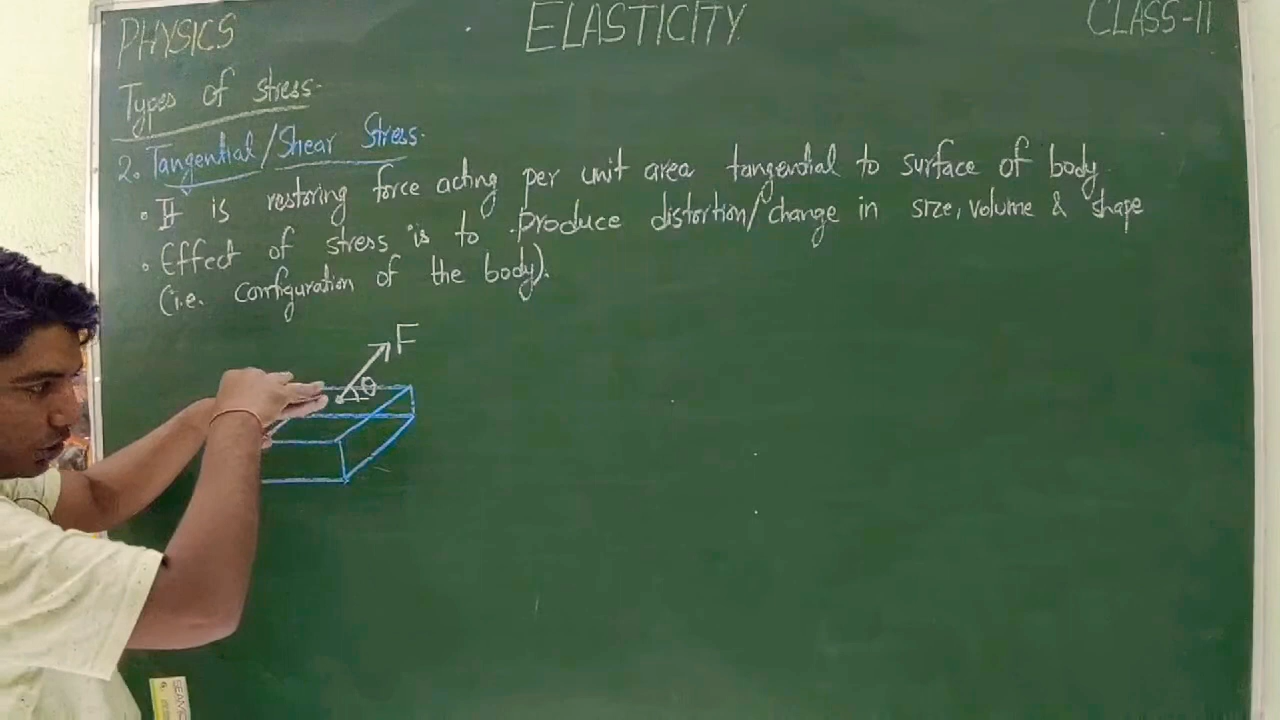 PHYSICS
ELASTICITY
CLASS-11
Types of stress.
2. Tangential/Shear Stress.
• It is restoring force acting per unit area tangential to surface of body.
• Effect of stress is to produce distortion/change in size, volume & shape
(i.e. configuration of the body).
F
θ